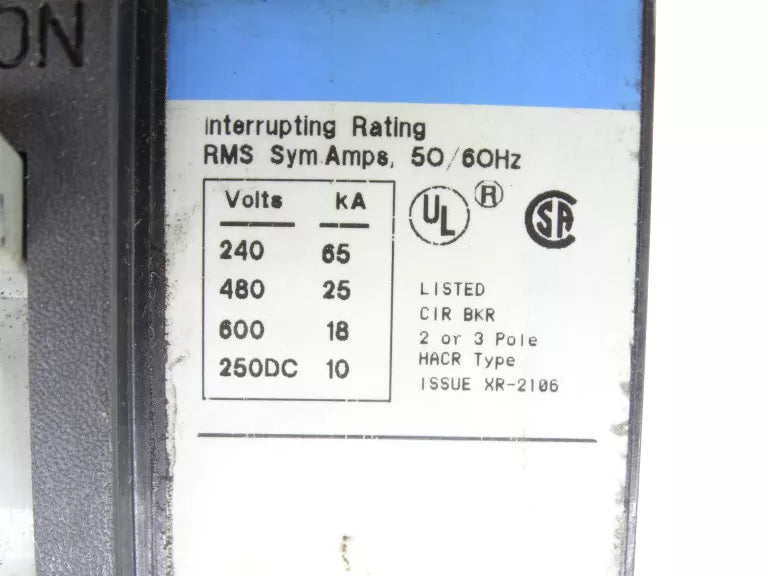 ON
Interrupting Rating
RMS Sym.Amps, 50/60Hz
Volts kA
240 65
480 25
600 18
250DC 10
UL ®
CSA
LISTED
CIR BKR
2 or 3 Pole
HACR Type
ISSUE XR-2106